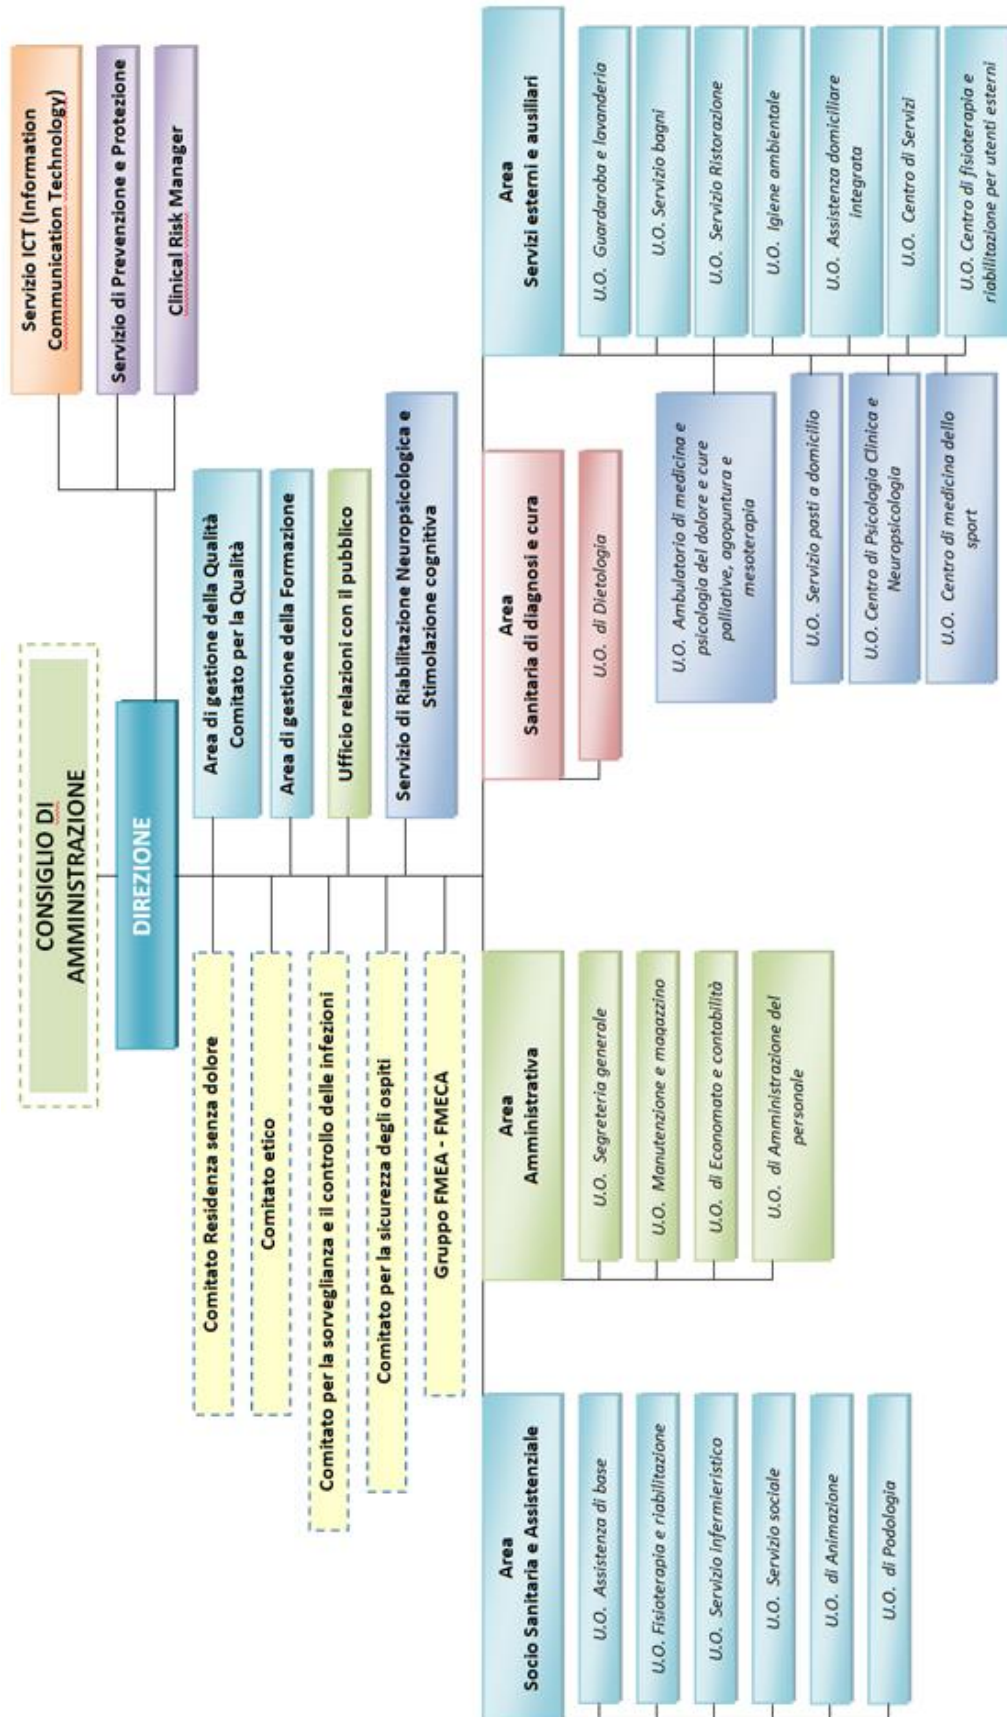 CONSIGLIO DI
AMMINISTRAZIONE
DIREZIONE
Servizio ICT (Information
Communication Technology)
Servizio di Prevenzione e Protezione
Clinical Risk Manager
Comitato Residenza senza dolore
Comitato etico
Comitato per la sorveglianza e il controllo delle infezioni
Comitato per la sicurezza degli ospiti
Gruppo FMEA - FMECA
Area di gestione della Qualità
Comitato per la Qualità
Area di gestione della Formazione
Ufficio relazioni con il pubblico
Servizio di Riabilitazione Neuropsicologica e
Stimolazione cognitiva
Area
Socio Sanitaria e Assistenziale
U.O. Assistenza di base
U.O. Fisioterapia e riabilitazione
U.O. Servizio infermieristico
U.O. Servizio sociale
U.O. di Animazione
U.O. di Podologia
Area
Amministrativa
U.O. Segreteria generale
U.O. Manutenzione e magazzino
U.O. di Economato e contabilità
U.O. di Amministrazione del
personale
Area
Sanitaria di diagnosi e cura
U.O. di Dietologia
Area
Servizi esterni e ausiliari
U.O. Guardaroba e lavanderia
U.O. Servizio bagni
U.O. Servizio Ristorazione
U.O. Igiene ambientale
U.O. Assistenza domiciliare
integrata
U.O. Centro di Servizi
U.O. Centro di fisioterapia e
riabilitazione per utenti esterni
U.O. Ambulatorio di medicina e
psicologia del dolore e cure
palliative, agopuntura e
mesoterapia
U.O. Servizio pasti a domicilio
U.O. Centro di Psicologia Clinica e
Neuropsicologia
U.O. Centro di medicina dello
sport